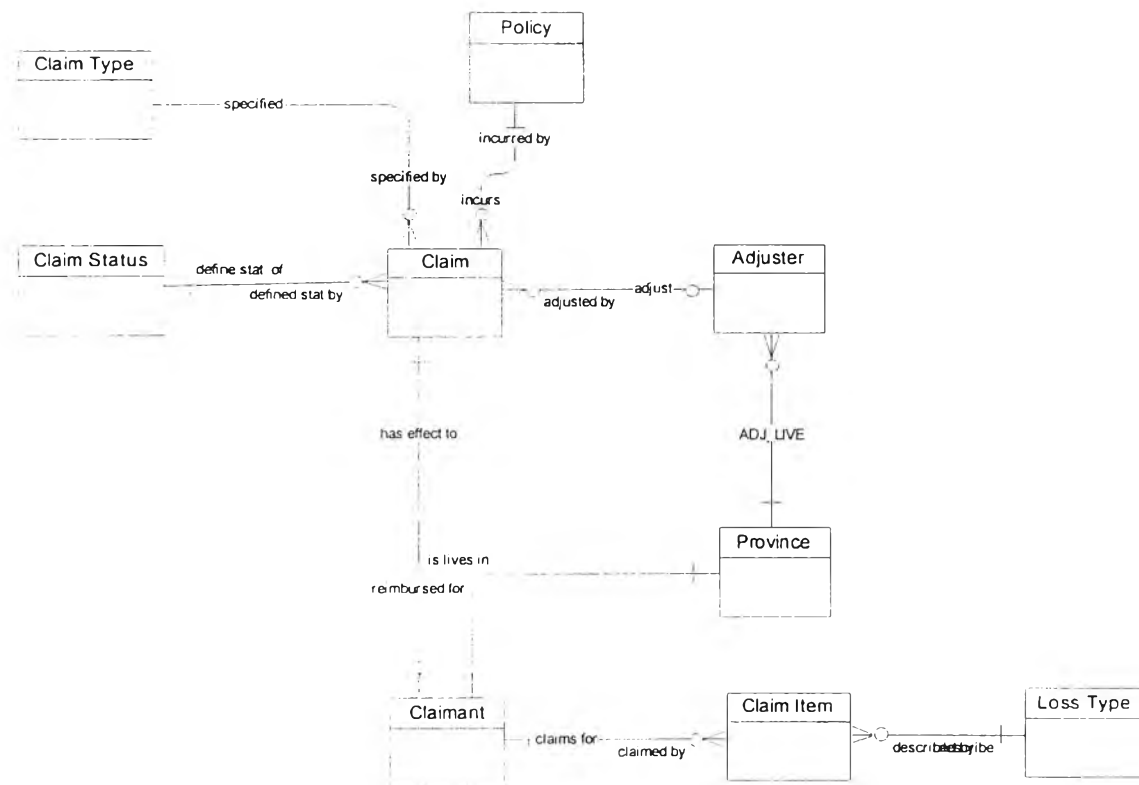 Policy
Claim Type
specified
incurred by
specified by
incurs
Claim Status
Claim
Adjuster
define stat of
defined stat by
adjusted by
adjust
has effect to
ADJ_LIVE
Province
is lives in
reimbursed for
Claimant
Claim Item
Loss Type
claims for
claimed by